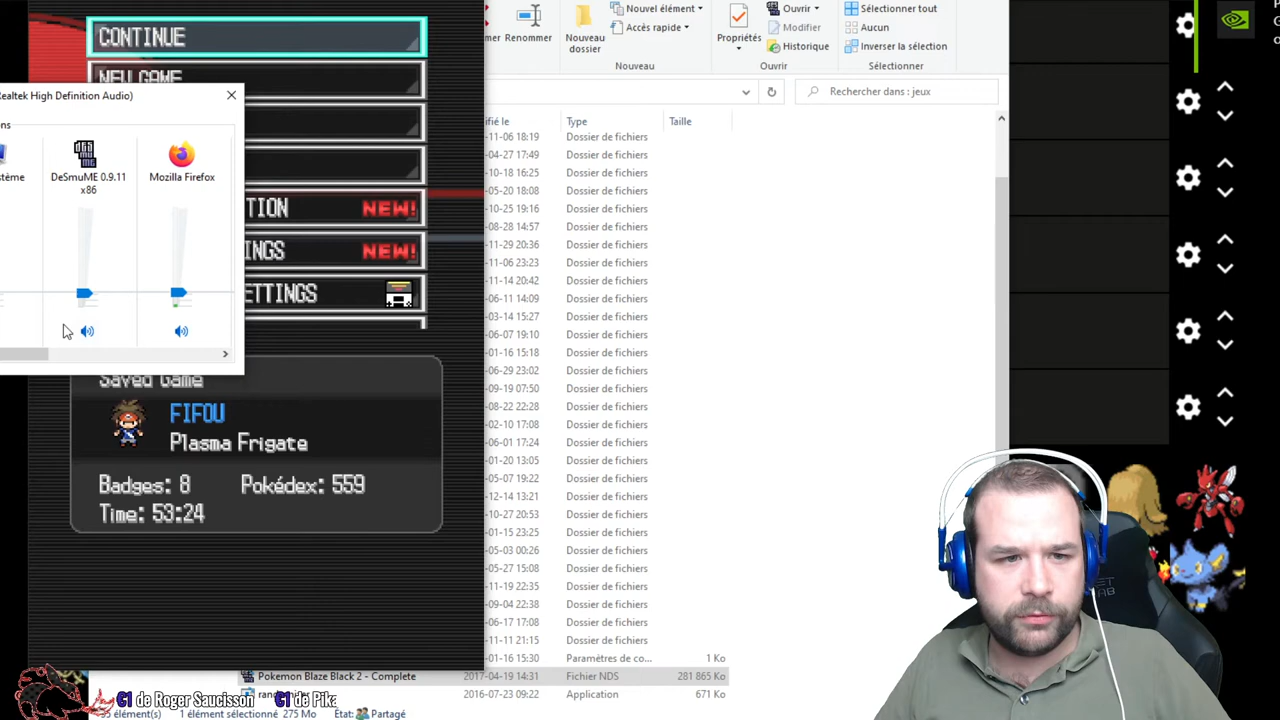 CONTINUE
NEW GAME
NEW!
NEW!
Saved Game
FIFOU
Plasma Frigate
Badges: 8 Pokédex: 559
Time: 53:24
Realtek High Definition Audio)
DeSmuME 0.9.11
x86
Mozilla Firefox
Renommer
Nouveau
dossier
Nouvel élément
Accès rapide
Nouveau
Propriétés
Ouvrir
Modifier
Historique
Ouvrir
Sélectionner tout
Aucun
Inverser la sélection
Sélectionner
Rechercher dans : jeux
Type Taille
-11-06 18:19 Dossier de fichiers
-04-27 17:49 Dossier de fichiers
-10-18 16:25 Dossier de fichiers
-05-20 18:08 Dossier de fichiers
-10-25 19:16 Dossier de fichiers
-08-28 14:57 Dossier de fichiers
-11-29 20:36 Dossier de fichiers
-11-06 23:23 Dossier de fichiers
-11-14 20:42 Dossier de fichiers
-06-11 14:09 Dossier de fichiers
-03-14 15:27 Dossier de fichiers
-06-07 19:10 Dossier de fichiers
-01-16 15:18 Dossier de fichiers
-06-29 23:02 Dossier de fichiers
-09-19 07:50 Dossier de fichiers
-08-22 22:28 Dossier de fichiers
-02-10 17:08 Dossier de fichiers
-06-01 17:24 Dossier de fichiers
-01-20 13:05 Dossier de fichiers
-05-07 19:22 Dossier de fichiers
-12-14 13:21 Dossier de fichiers
-10-27 20:53 Dossier de fichiers
-01-15 23:25 Dossier de fichiers
-05-03 00:26 Dossier de fichiers
-05-27 15:08 Dossier de fichiers
-11-19 22:35 Dossier de fichiers
-09-04 22:38 Dossier de fichiers
-06-17 17:08 Dossier de fichiers
-11-11 21:15 Dossier de fichiers
-01-16 15:30 Paramètres de co... 1 Ko
Pokemon Blaze Black 2 - Complete 2017-04-19 14:31 Fichier NDS 281 865 Ko
2016-07-23 09:22 Application 671 Ko
élément(s) 1 élément sélectionné 275 Mo État: Partagé
G1 de Roger Saucisson G1 de Pika